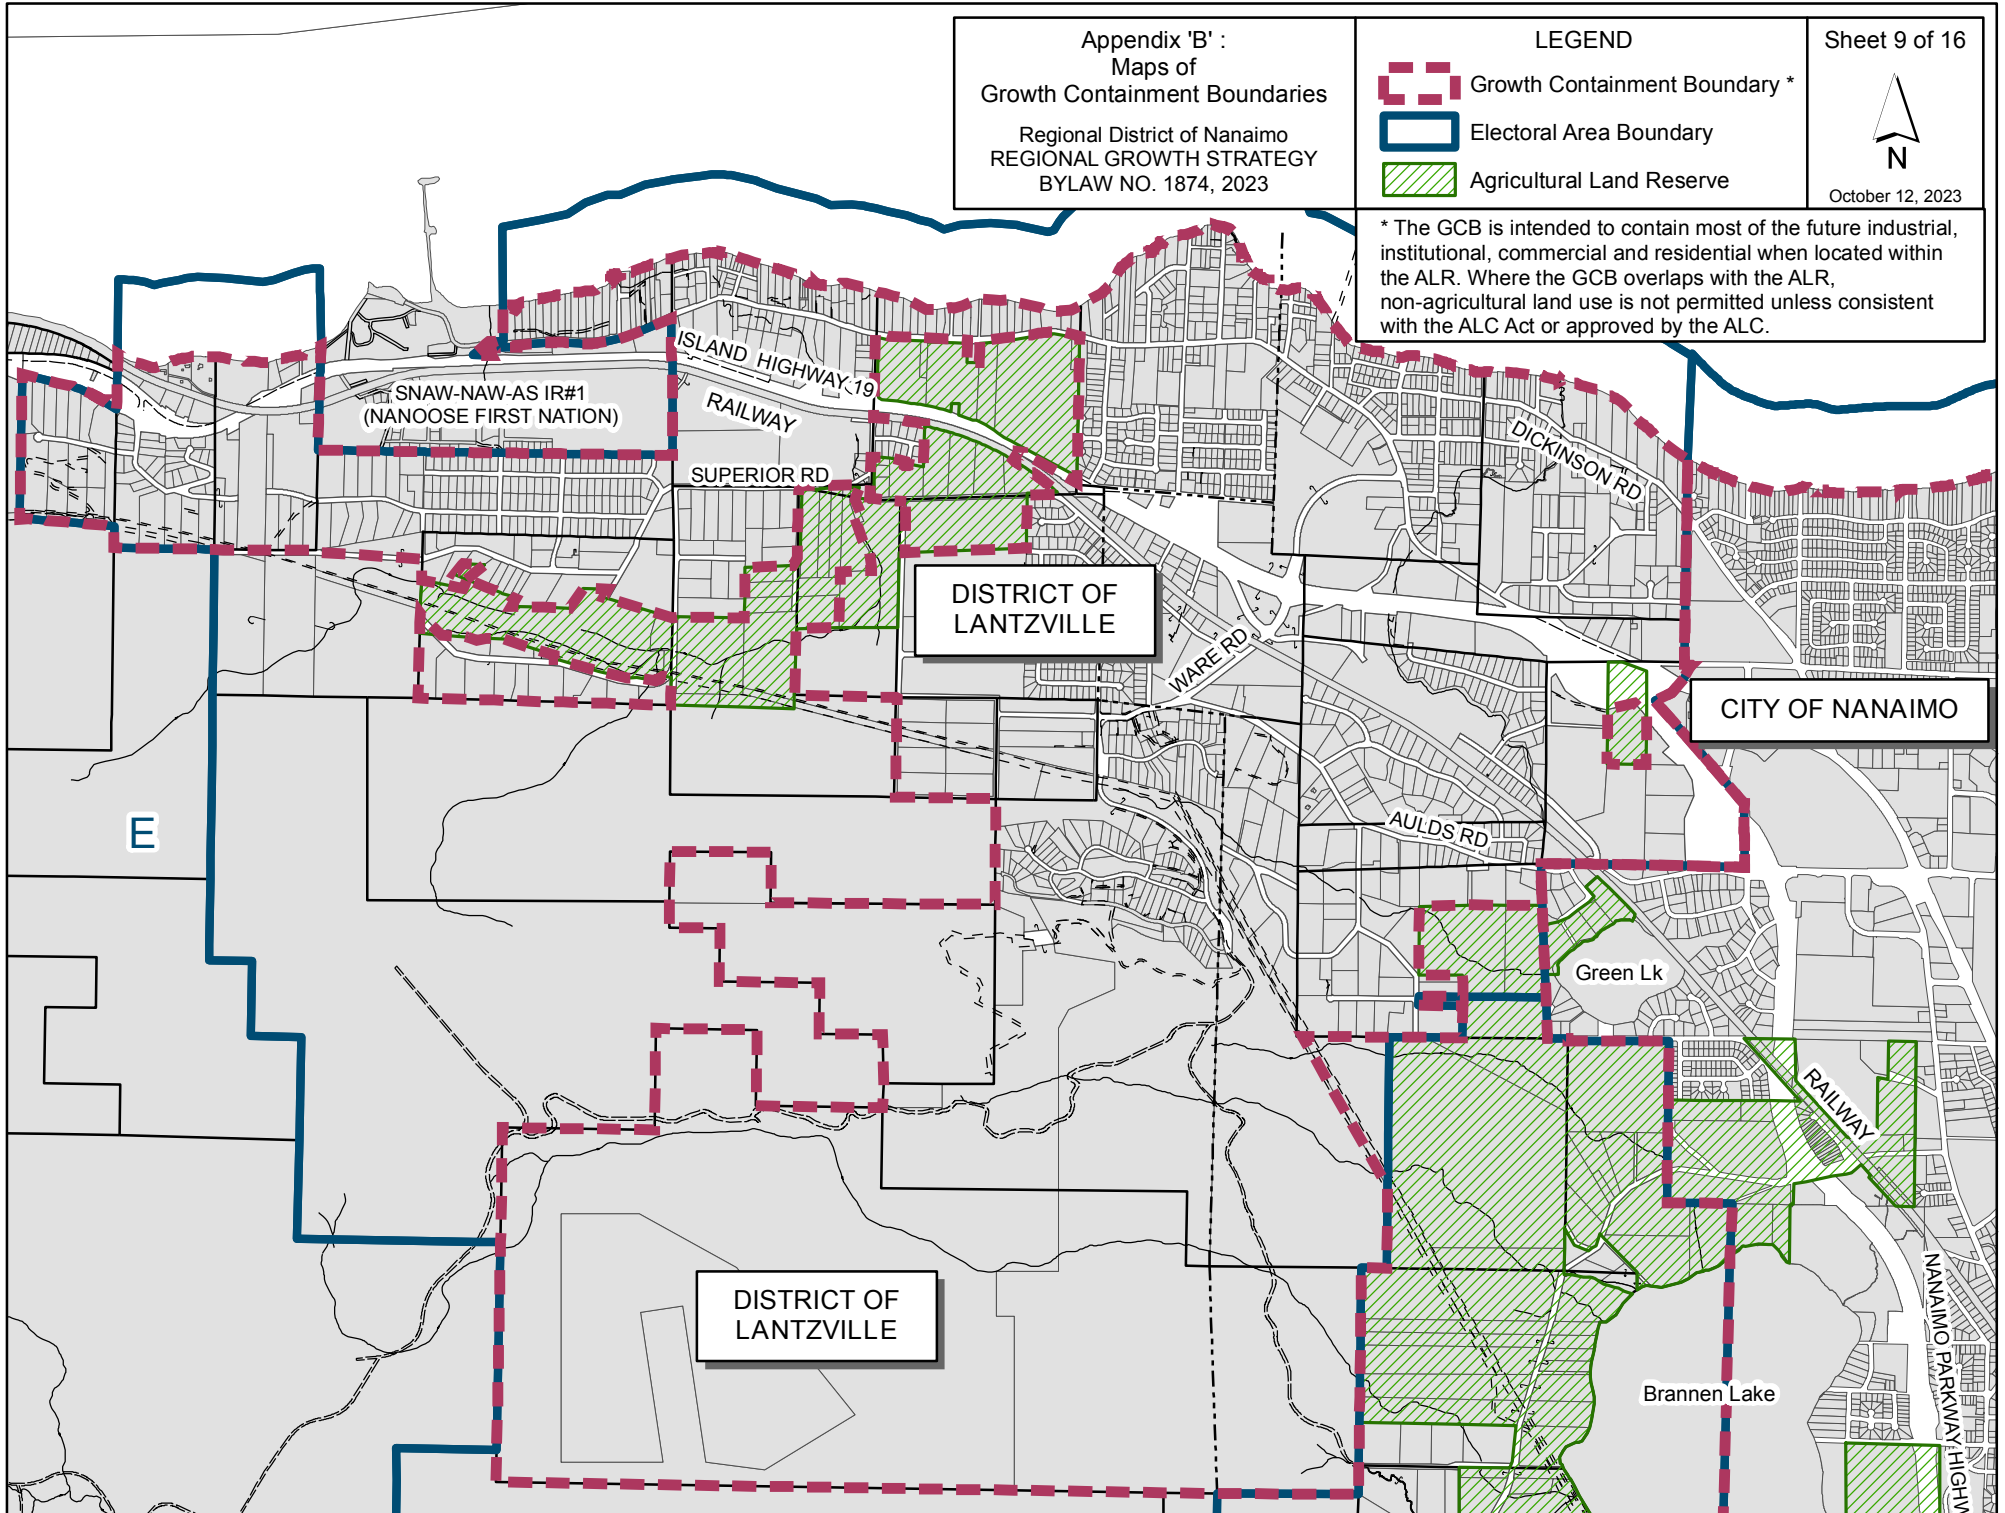 Appendix 'B' :
Maps of
Growth Containment Boundaries
Regional District of Nanaimo
REGIONAL GROWTH STRATEGY
BYLAW NO. 1874, 2023
LEGEND
Growth Containment Boundary *
Electoral Area Boundary
Agricultural Land Reserve
Sheet 9 of 16
N
October 12, 2023
* The GCB is intended to contain most of the future industrial,
institutional, commercial and residential when located within
the ALR. Where the GCB overlaps with the ALR,
non-agricultural land use is not permitted unless consistent
with the ALC Act or approved by the ALC.
ISLAND HIGHWAY 19
SNAW-NAW-AS IR#1
(NANOOSE FIRST NATION)
RAILWAY
SUPERIOR RD
DICKINSON RD
DISTRICT OF
LANTZVILLE
WARE RD
CITY OF NANAIMO
E
AULDS RD
Green Lk
RAILWAY
DISTRICT OF
LANTZVILLE
Brannen Lake
NANAIMO PARKWAY HIGHW